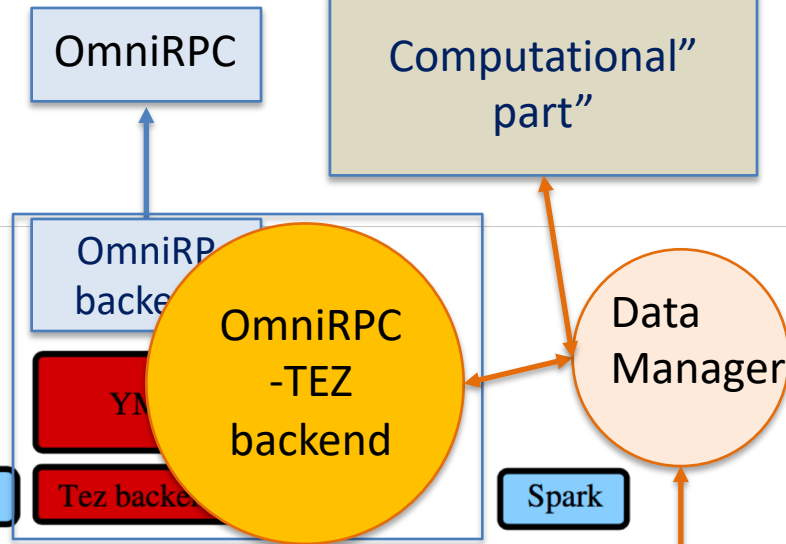 OmniRPC
Computational”
part”
OmniRP
backe
OmniRPC
-TEZ
backend
Data
Manager
YM
Tez backe
Spark